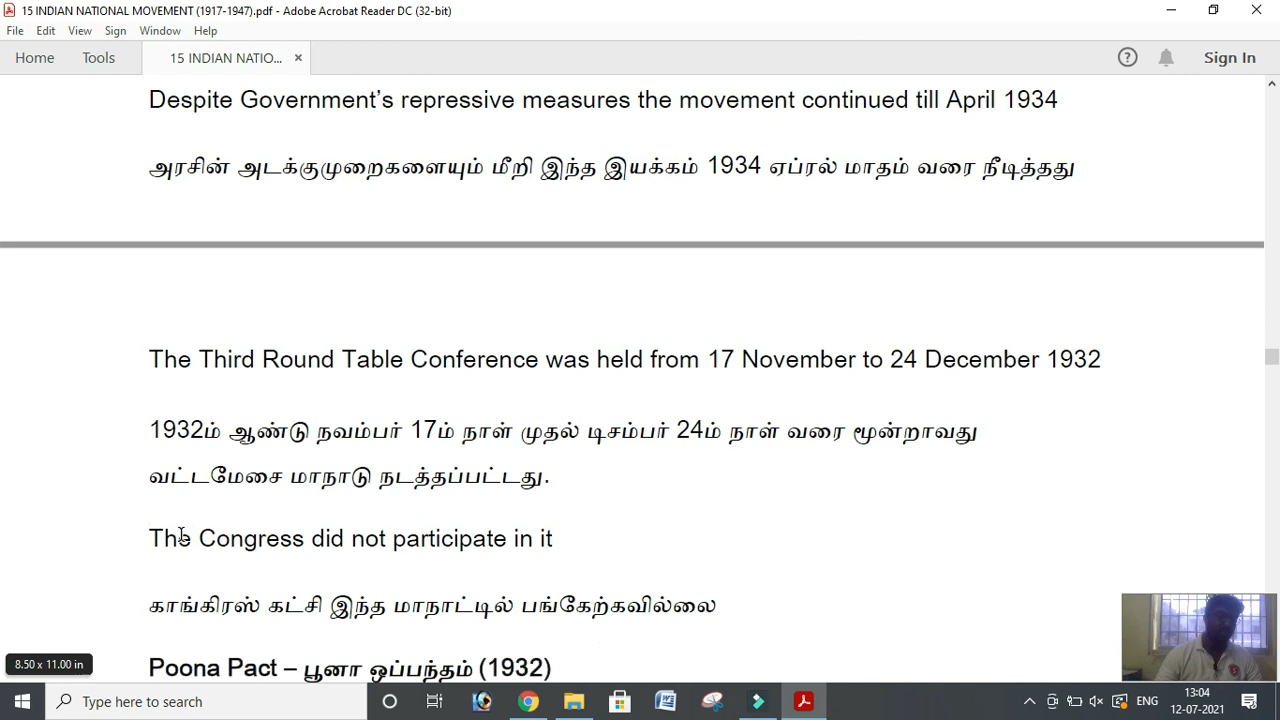 15 INDIAN NATIONAL MOVEMENT (1917-1947).pdf - Adobe Acrobat Reader DC (32-bit)
File Edit View Sign Window Help
Home Tools 15 INDIAN NATIO... × Sign In
Despite Government's repressive measures the movement continued till April 1934
அரசின் அடக்குமுறைகளையும் மீறி இந்த இயக்கம் 1934 ஏப்ரல் மாதம் வரை நீடித்தது
The Third Round Table Conference was held from 17 November to 24 December 1932
1932ம் ஆண்டு நவம்பர் 17ம் நாள் முதல் டிசம்பர் 24ம் நாள் வரை மூன்றாவது
வட்டமேசை மாநாடு நடத்தப்பட்டது.
The Congress did not participate in it
காங்கிரஸ் கட்சி இந்த மாநாட்டில் பங்கேற்கவில்லை
8.50 x 11.00 in
Poona Pact – பூனா ஒப்பந்தம் (1932)
Type here to search
ENG
13:04
12-07-2021